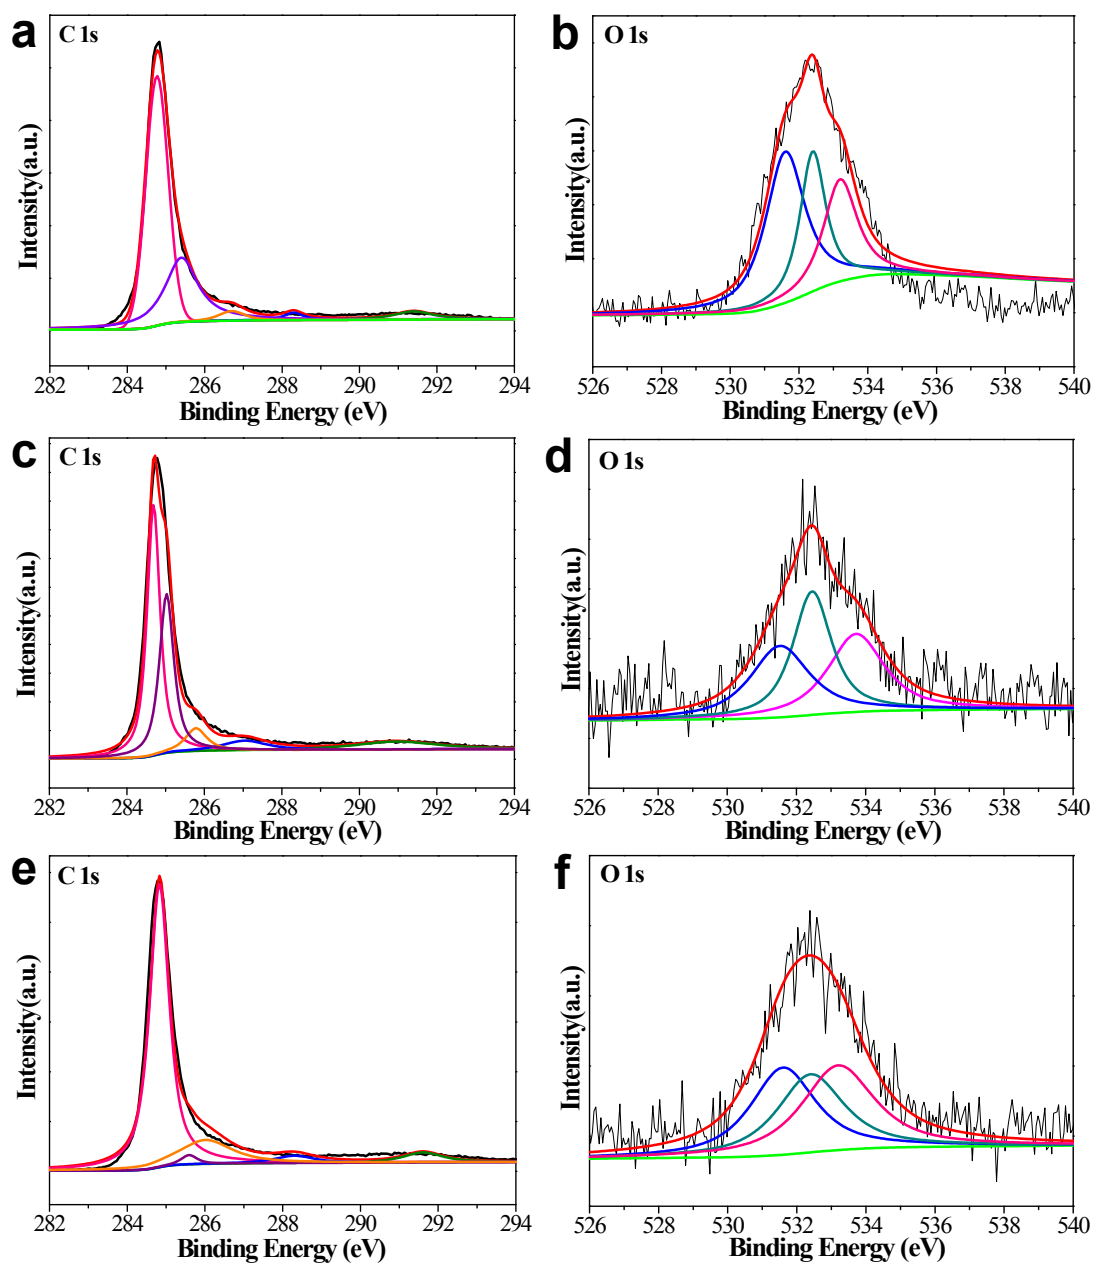 a
C 1s
Intensity(a.u.)
282 284 286 288 290 292 294
Binding Energy (eV)
b
O 1s
Intensity(a.u.)
526 528 530 532 534 536 538 540
Binding Energy (eV)
c
C 1s
Intensity(a.u.)
282 284 286 288 290 292 294
Binding Energy (eV)
d
O 1s
Intensity(a.u.)
526 528 530 532 534 536 538 540
Binding Energy (eV)
e
C 1s
Intensity(a.u.)
282 284 286 288 290 292 294
Binding Energy (eV)
f
O 1s
Intensity(a.u.)
526 528 530 532 534 536 538 540
Binding Energy (eV)